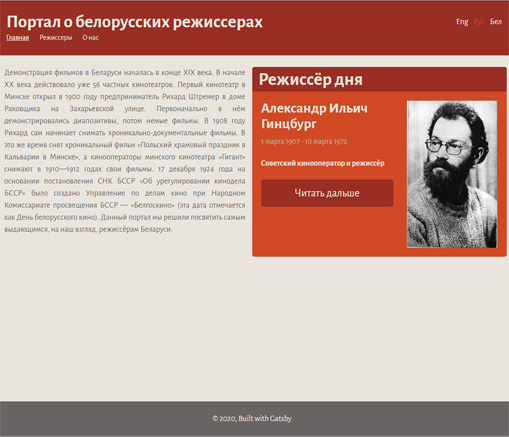 Портал о белорусских режиссерах
Eng Рус Бел
Главная Режиссеры О нас
Демонстрация фильмов в Беларуси началась в конце XIX века. В начале
XX века действовало уже 56 частных кинотеатров. Первый кинотеатр в
Минске открыл в 1900 году предприниматель Рихард Штремер в доме
Раковщика на Захарьевской улице. Первоначально в нём
демонстрировались диапозитивы, потом немые фильмы. В 1908 году
Рихард сам начинает снимать хроникально-документальные фильмы. В
это же время снят хроникальный фильм «Польский храмовый праздник в
Кальварии в Минске», а кинооператоры минского кинотеатра «Гигант»
снимают в 1910—1912 годах свои фильмы. 17 декабря 1924 года на
основании постановления СНК БССР «Об урегулировании кинодела
БССР» было создано Управление по делам кино при Народном
Комиссариате просвещения БССР — «Белгоскино» (эта дата отмечается
как День белорусского кино). Данный портал мы решили посвятить самым
выдающимся, на наш взгляд, режиссёрам Беларуси.
Режиссёр дня
Александр Ильич
Гинцбург
1 марта 1907 - 10 марта 1972
Советский кинооператор и режиссёр
Читать дальше
© 2020, Built with Gatsby